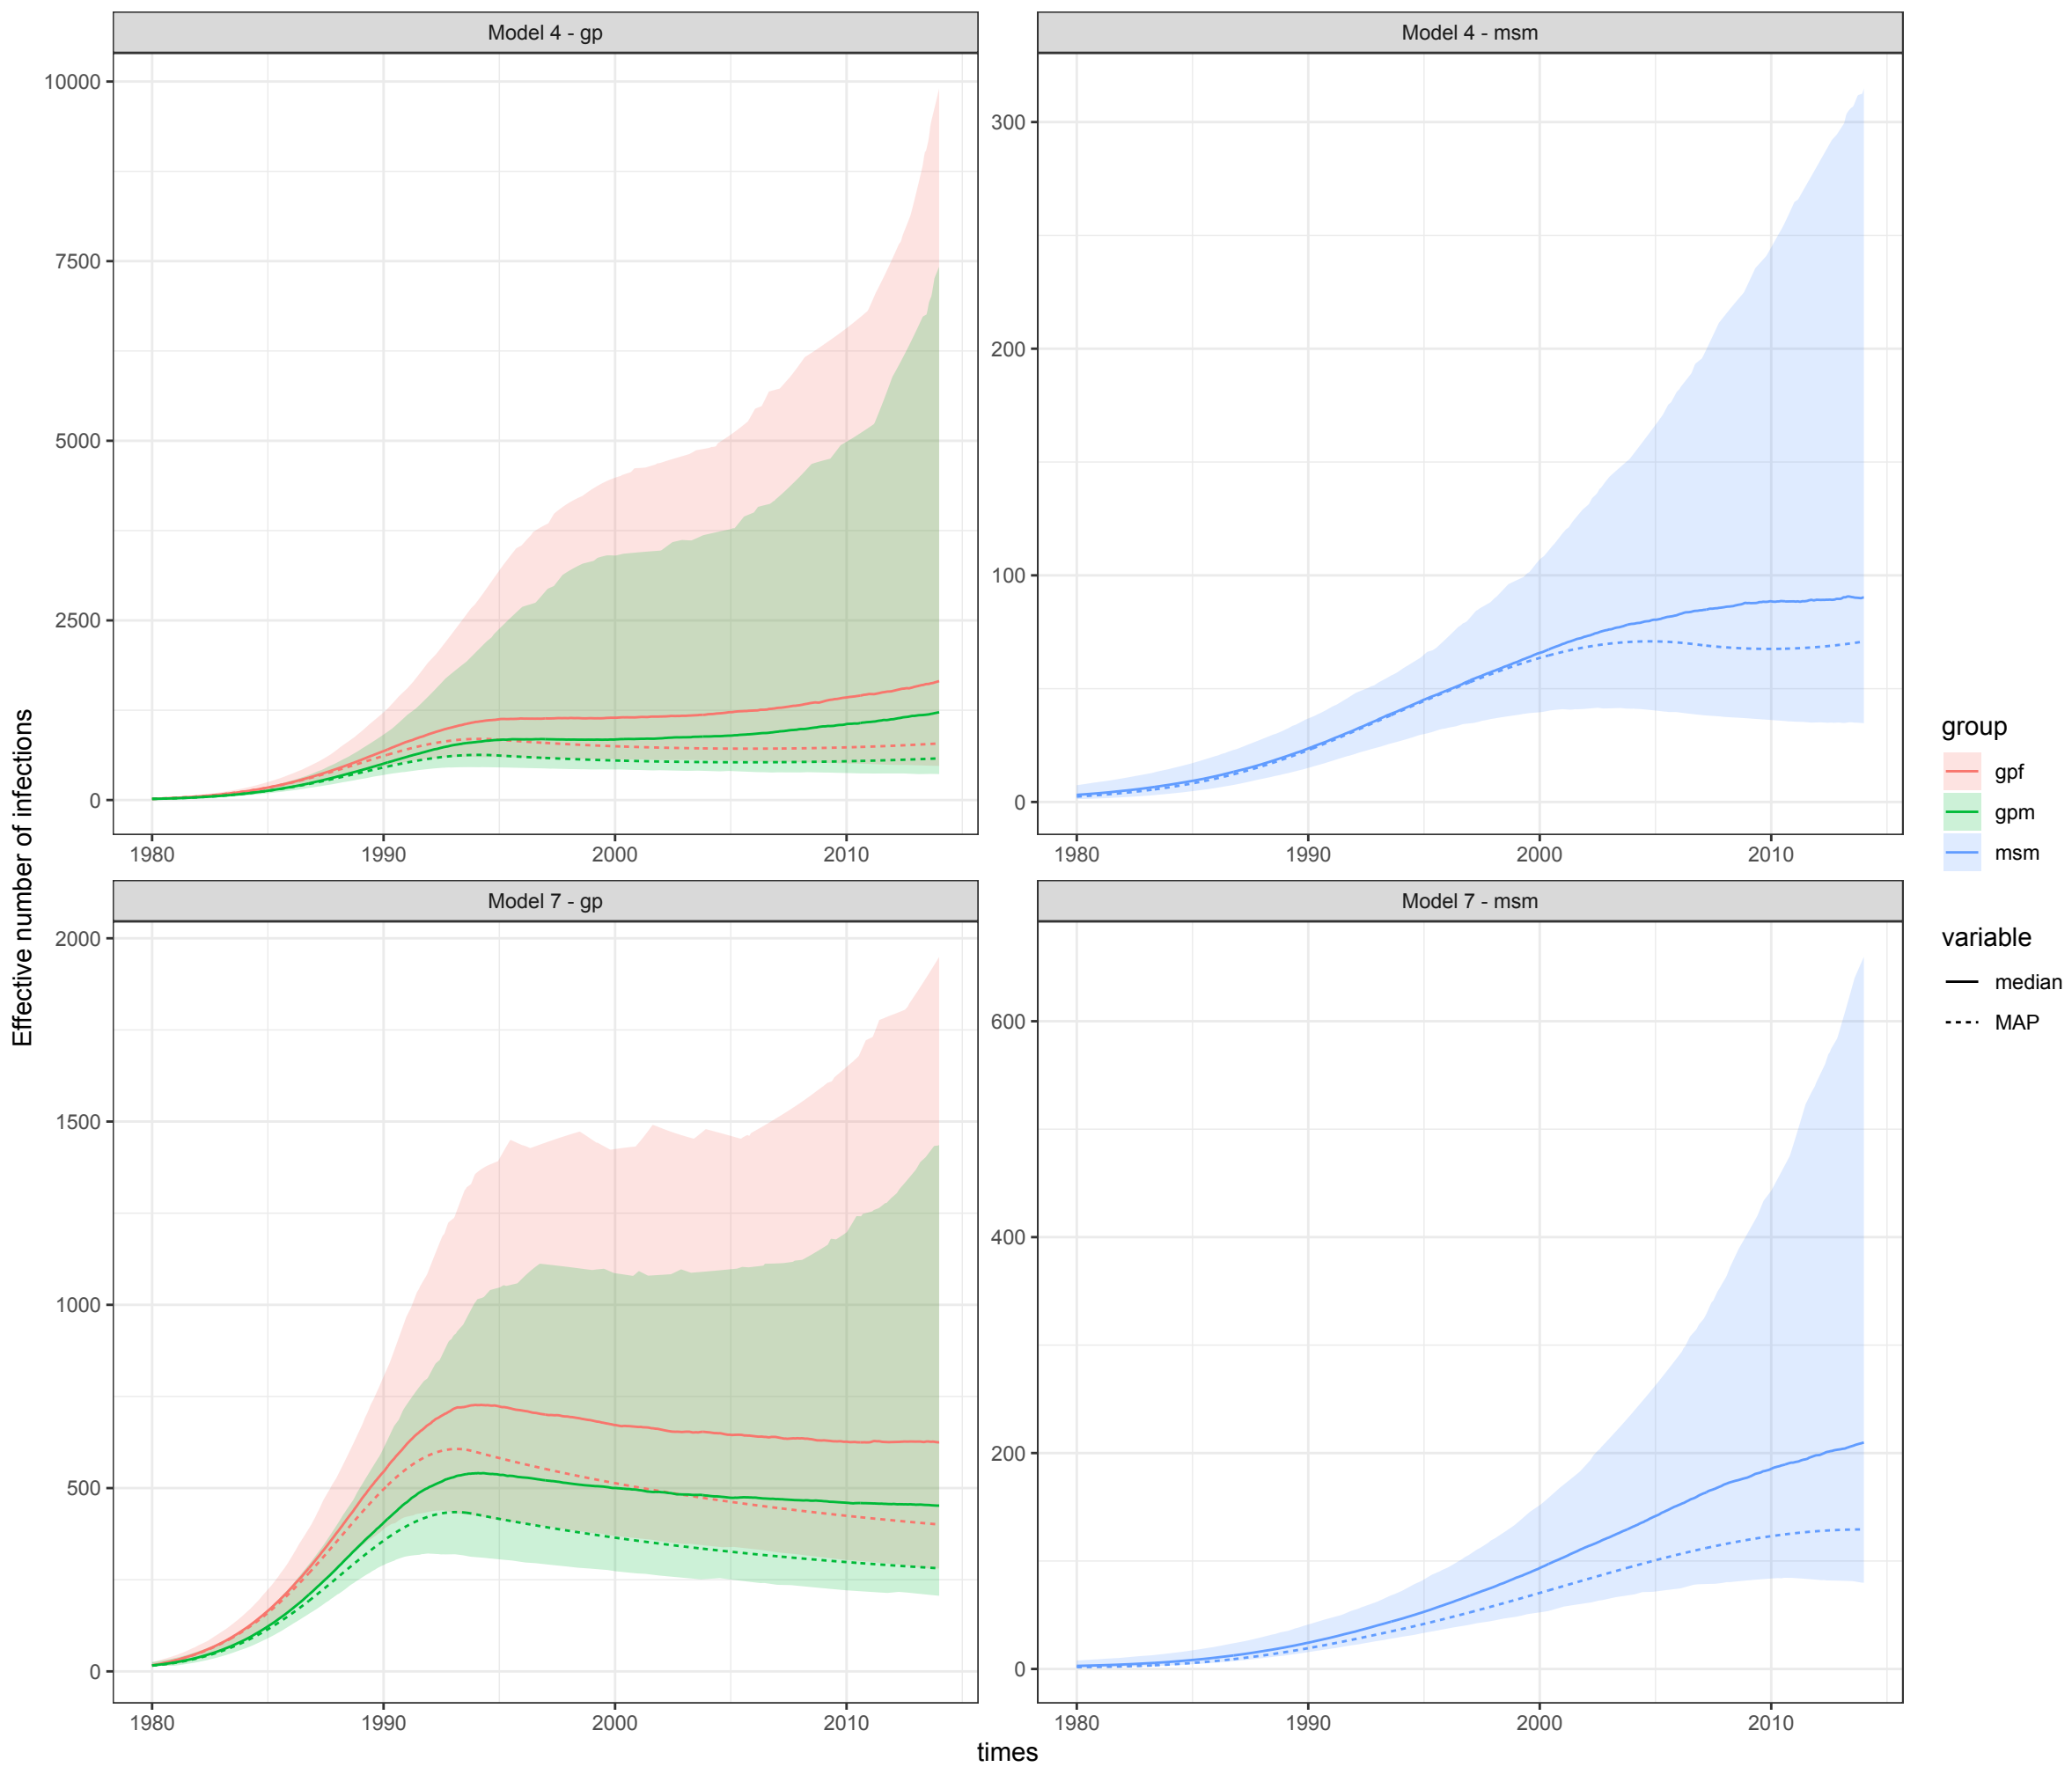 Model 4 - gp
Model 4 - msm
10000
7500
5000
2500
0
300
200
100
0
1980
1990
2000
2010
1980
1990
2000
2010
Effective number of infections
Model 7 - gp
Model 7 - msm
2000
1500
1000
500
0
600
400
200
0
1980
1990
2000
2010
1980
1990
2000
2010
times
group
gpf
gpm
msm
variable
median
MAP